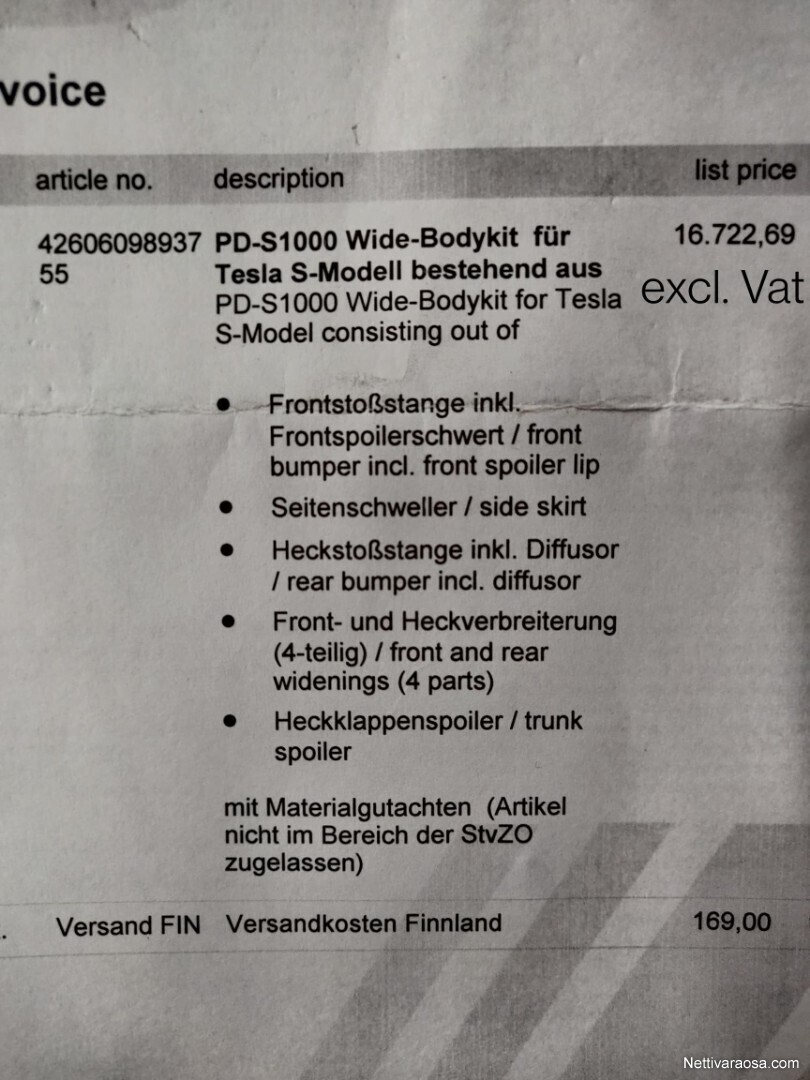 voice
article no. description list price
42606098937 PD-S1000 Wide-Bodykit für 16.722,69
55 Tesla S-Modell bestehend aus excl. Vat
PD-S1000 Wide-Bodykit for Tesla
S-Model consisting out of
• Frontstoßstange inkl.
Frontspoilerschwert / front
bumper incl. front spoiler lip
• Seitenschweller / side skirt
• Heckstoßstange inkl. Diffusor
/ rear bumper incl. diffusor
• Front- und Heckverbreiterung
(4-teilig) / front and rear
widenings (4 parts)
• Heckklappenspoiler / trunk
spoiler
mit Materialgutachten (Artikel
nicht im Bereich der StvZO
zugelassen)
. Versand FIN Versandkosten Finnland 169,00
Nettivaraosa.com